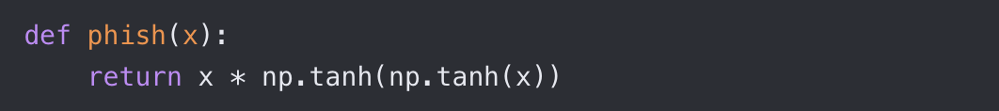 def phish(x):
    return x * np.tanh(np.tanh(x))